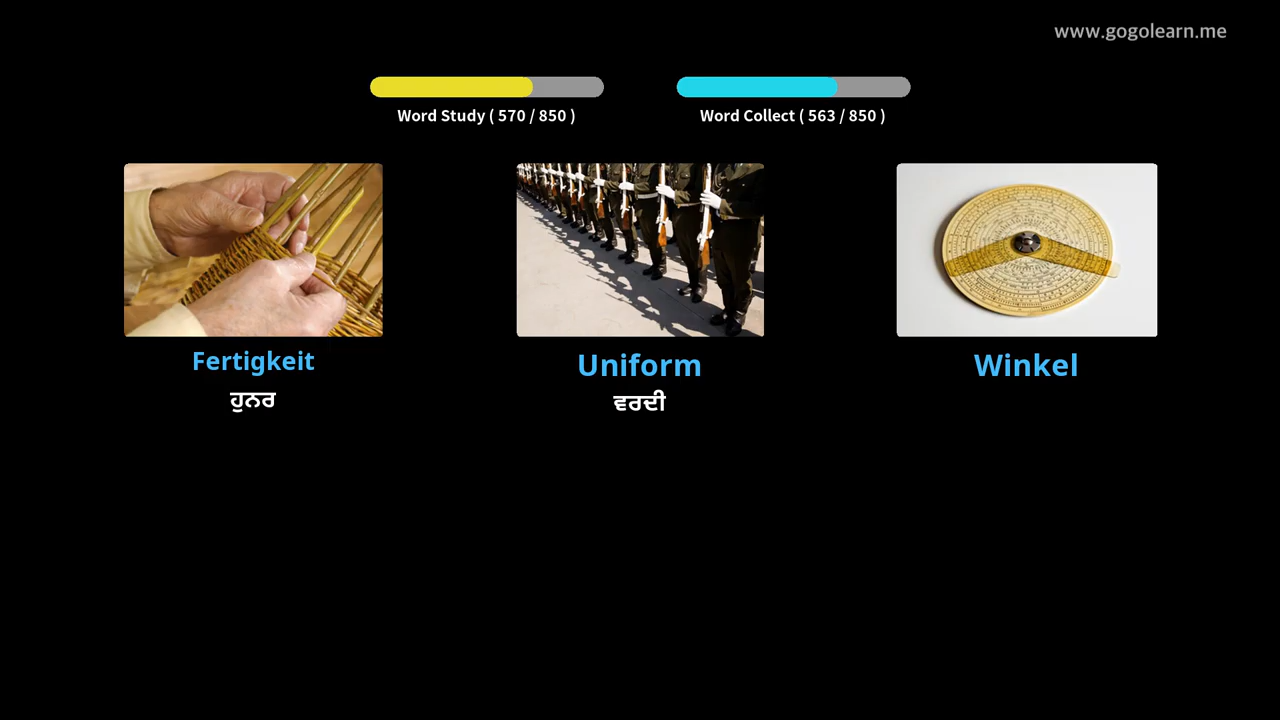 www.gogolearn.me
Word Study ( 570 / 850 )
Word Collect ( 563 / 850 )
Fertigkeit
ਹੁਨਰ
Uniform
ਵਰਦੀ
Winkel